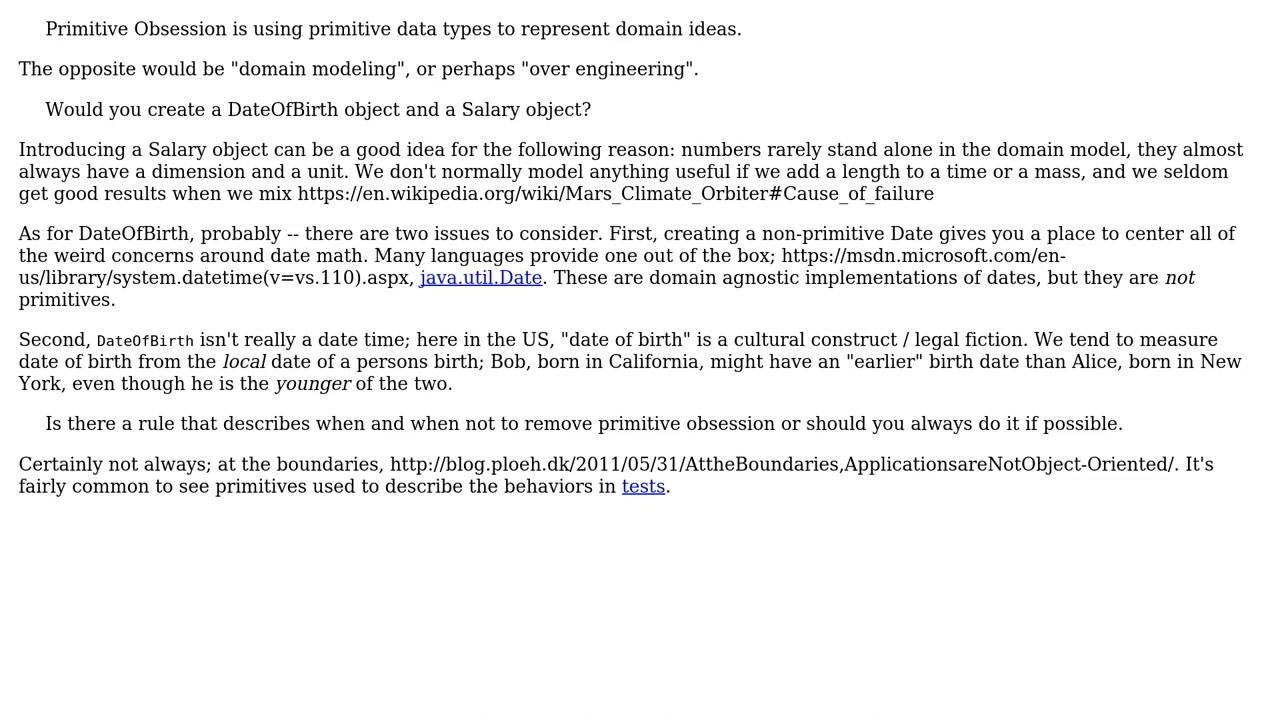 Primitive Obsession is using primitive data types to represent domain ideas.
The opposite would be "domain modeling", or perhaps "over engineering".
Would you create a DateOfBirth object and a Salary object?
Introducing a Salary object can be a good idea for the following reason: numbers rarely stand alone in the domain model, they almost
always have a dimension and a unit. We don't normally model anything useful if we add a length to a time or a mass, and we seldom
get good results when we mix https://en.wikipedia.org/wiki/Mars_Climate_Orbiter#Cause_of_failure
As for DateOfBirth, probably -- there are two issues to consider. First, creating a non-primitive Date gives you a place to center all of
the weird concerns around date math. Many languages provide one out of the box; https://msdn.microsoft.com/en-
us/library/system.datetime(v=vs.110).aspx, java.util.Date. These are domain agnostic implementations of dates, but they are not
primitives.
Second, DateOfBirth isn't really a date time; here in the US, "date of birth" is a cultural construct / legal fiction. We tend to measure
date of birth from the local date of a persons birth; Bob, born in California, might have an "earlier" birth date than Alice, born in New
York, even though he is the younger of the two.
Is there a rule that describes when and when not to remove primitive obsession or should you always do it if possible.
Certainly not always; at the boundaries, http://blog.ploeh.dk/2011/05/31/AttheBoundaries,ApplicationsareNotObject-Oriented/. It's
fairly common to see primitives used to describe the behaviors in tests.